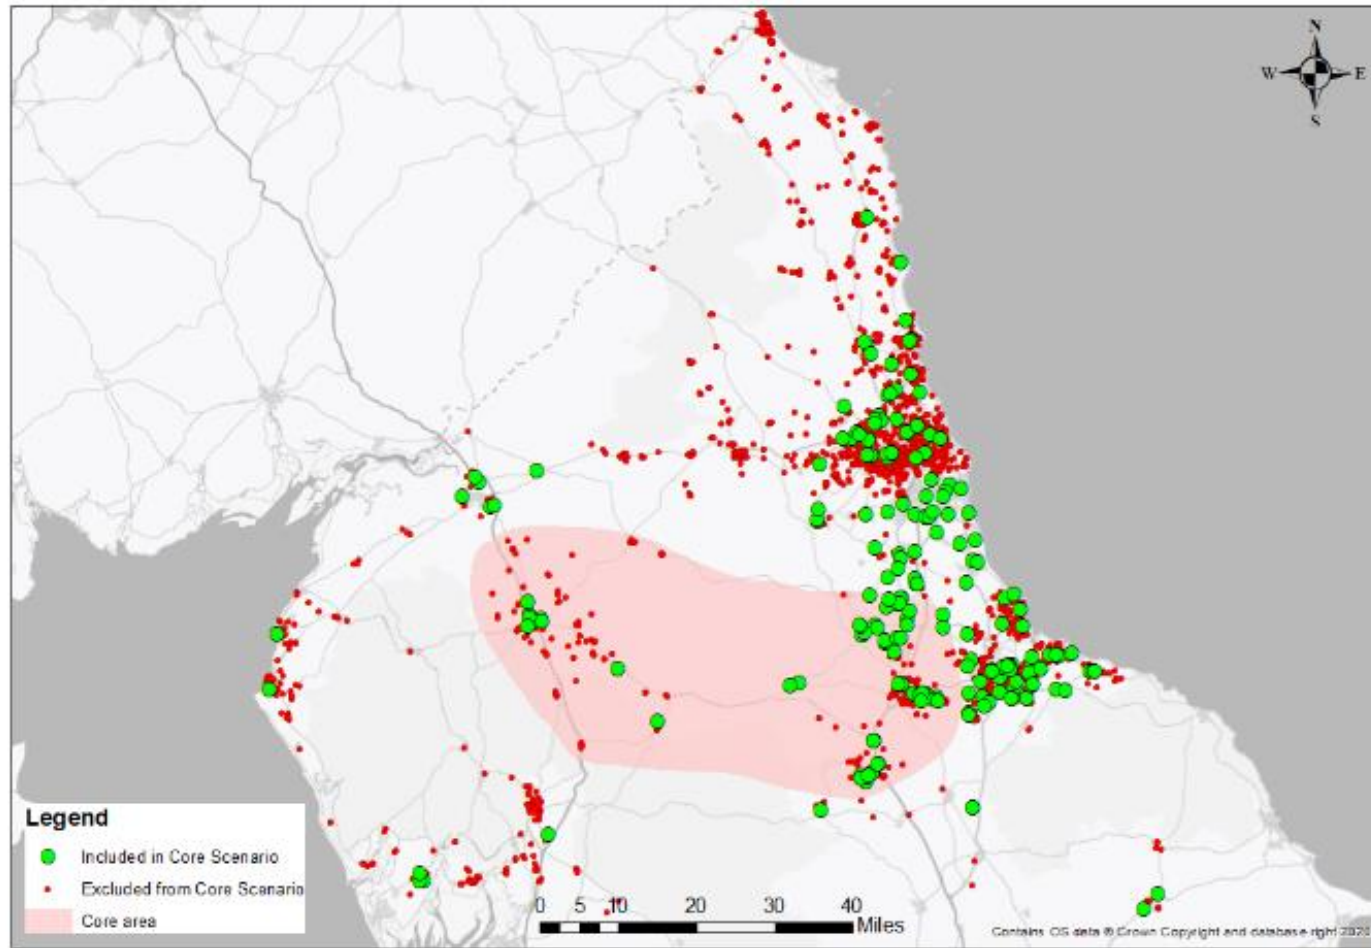 N
W E
S
Legend
Included in Core Scenario
Excluded from Core Scenario
Core area
0 5 10 20 30 40
Miles
Contains OS data © Crown Copyright and database right